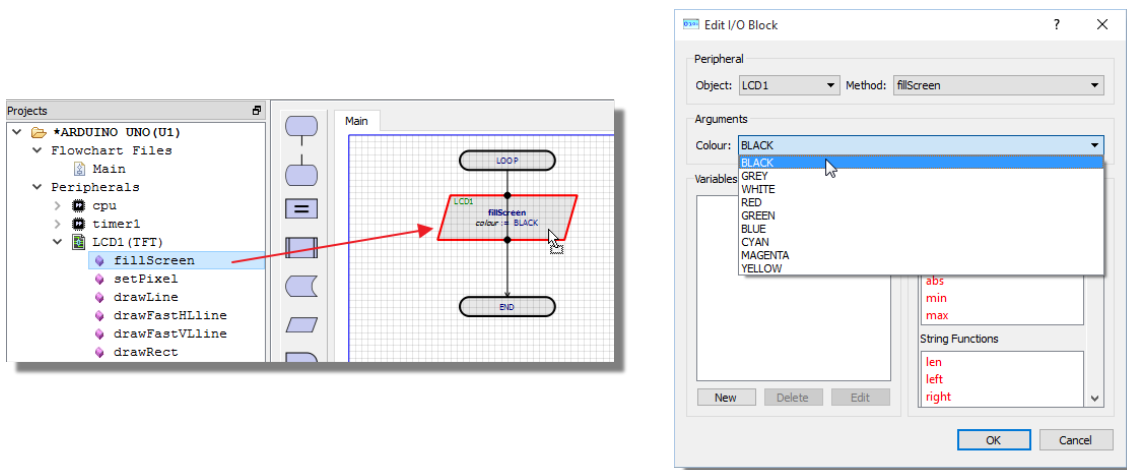 Projects
*ARDUINO UNO(U1)
Flowchart Files
Main
Peripherals
cpu
timer1
LCD1(TFT)
fillScreen
setPixel
drawLine
drawFastHLline
drawFastVLline
drawRect
Main
LOOP
LCD1
fillScreen
colour := BLACK
END
Edit I/O Block
?
Peripheral
Object: LCD1 Method: fillScreen
Arguments
Colour: BLACK
BLACK
GREY
WHITE
RED
GREEN
BLUE
CYAN
MAGENTA
YELLOW
Variables
abs
min
max
String Functions
len
left
right
New Delete Edit
OK Cancel